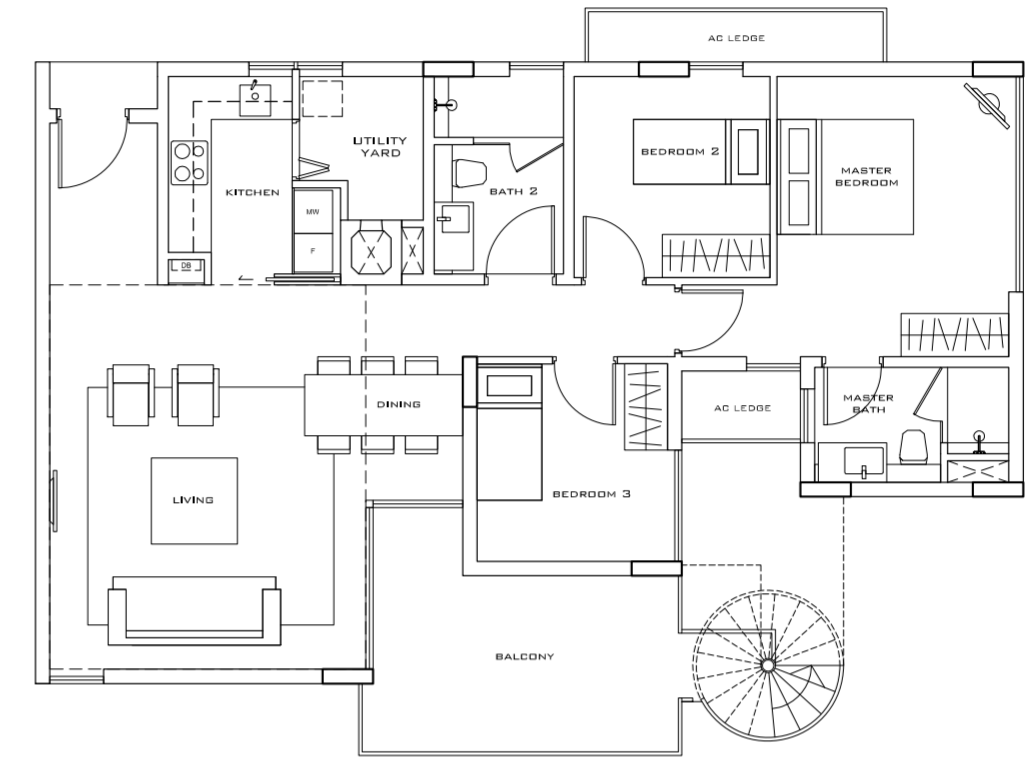 AC LEDGE
UTILITY
YARD
BEDROOM 2
MASTER
BEDROOM
KITCHEN
BATH 2
MW
X
X
F
DB
DINING
AC LEDGE
MASTER
BATH
LIVING
BEDROOM 3
BALCONY